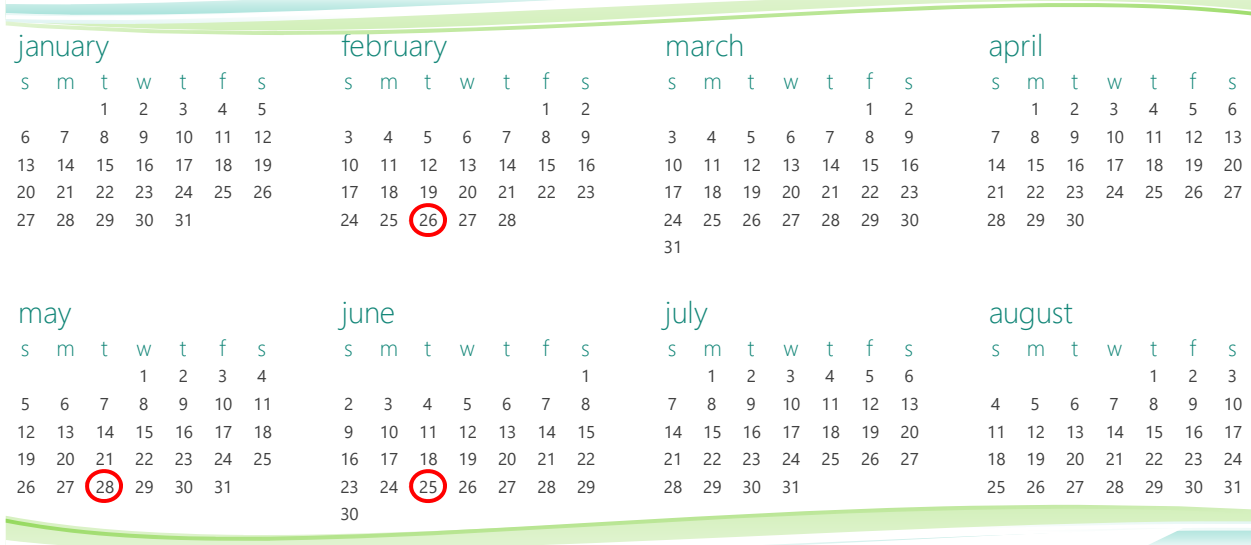 january february march april
s m t w t f s s m t w t f s s m t w t f s s m t w t f s
1 2 3 4 5 1 2 1 2 1 2 3 4 5 6
6 7 8 9 10 11 12 3 4 5 6 7 8 9 3 4 5 6 7 8 9 7 8 9 10 11 12 13
13 14 15 16 17 18 19 10 11 12 13 14 15 16 10 11 12 13 14 15 16 14 15 16 17 18 19 20
20 21 22 23 24 25 26 17 18 19 20 21 22 23 17 18 19 20 21 22 23 21 22 23 24 25 26 27
27 28 29 30 31 24 25 26 27 28 24 25 26 27 28 29 30 28 29 30
31
may june july august
s m t w t f s s m t w t f s s m t w t f s s m t w t f s
1 2 3 4 1 1 2 3 4 5 6 1 2 3
5 6 7 8 9 10 11 2 3 4 5 6 7 8 7 8 9 10 11 12 13 4 5 6 7 8 9 10
12 13 14 15 16 17 18 9 10 11 12 13 14 15 14 15 16 17 18 19 20 11 12 13 14 15 16 17
19 20 21 22 23 24 25 16 17 18 19 20 21 22 21 22 23 24 25 26 27 18 19 20 21 22 23 24
26 27 28 29 30 31 23 24 25 26 27 28 29 28 29 30 31 25 26 27 28 29 30 31
30